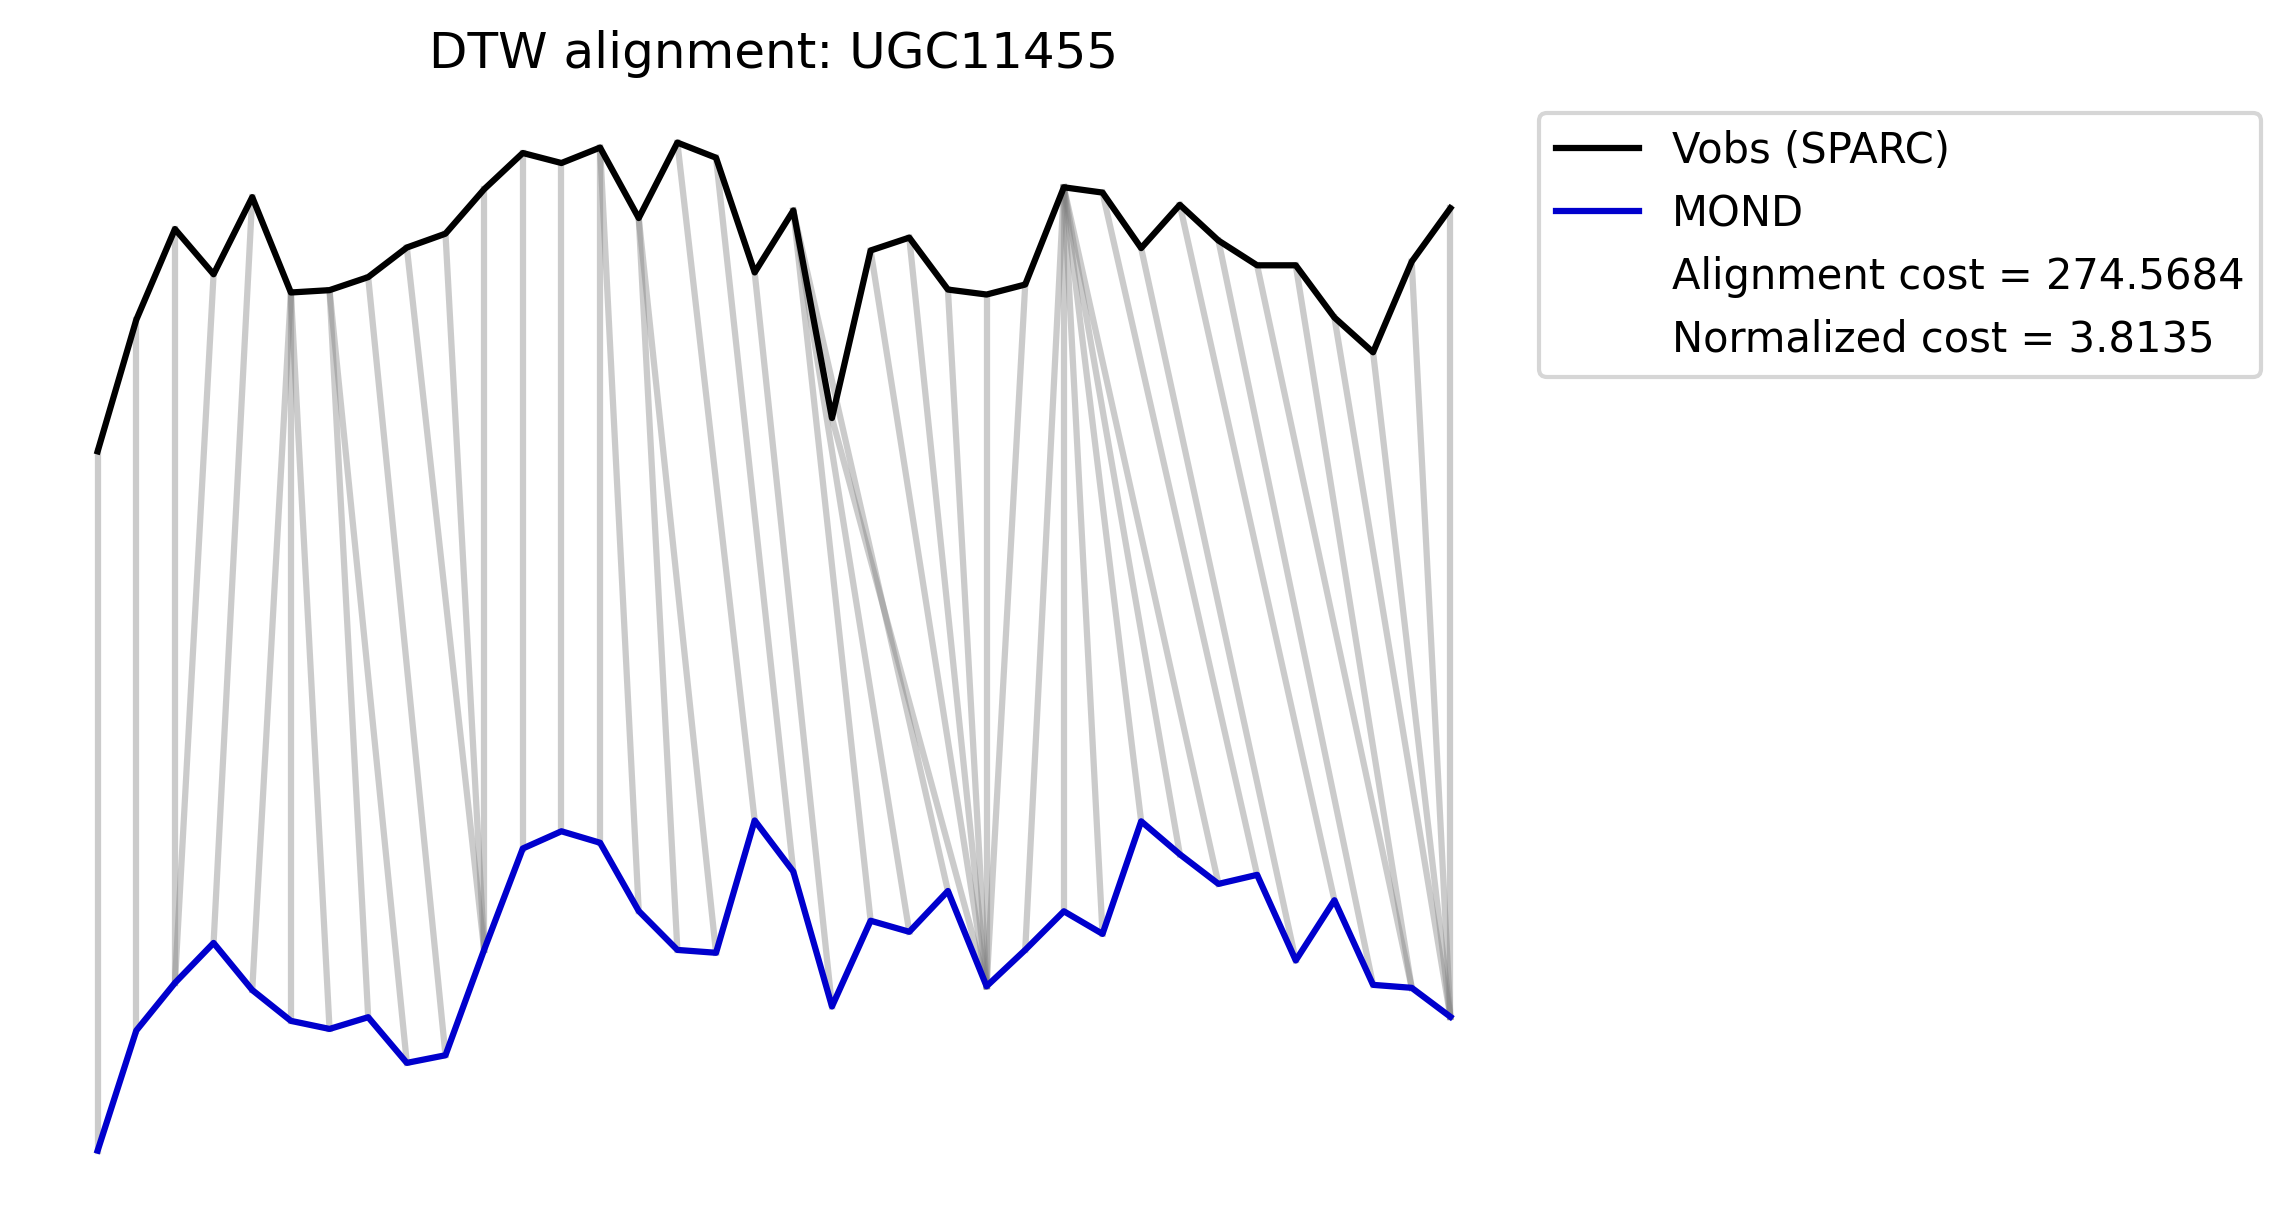 DTW alignment: UGC11455
Vobs (SPARC)
MOND
Alignment cost = 274.5684
Normalized cost = 3.8135